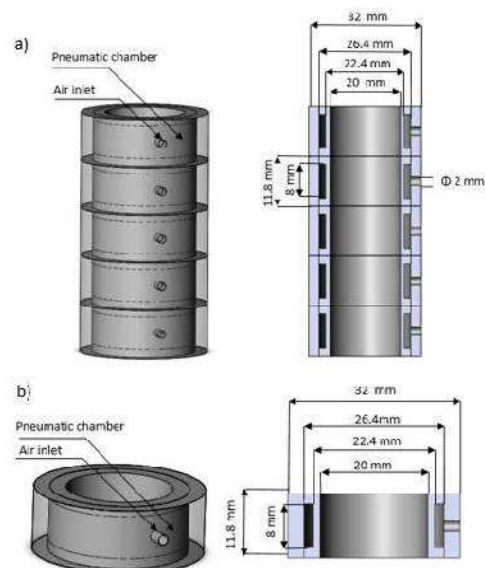 a)
Pneumatic chamber
Air inlet
32 mm
26.4 mm
22.4 mm
20 mm
11.8 mm
8 mm
Φ 2 mm
b)
Pneumatic chamber
Air inlet
32 mm
26.4mm
22.4 mm
20 mm
11.8 mm
8 mm